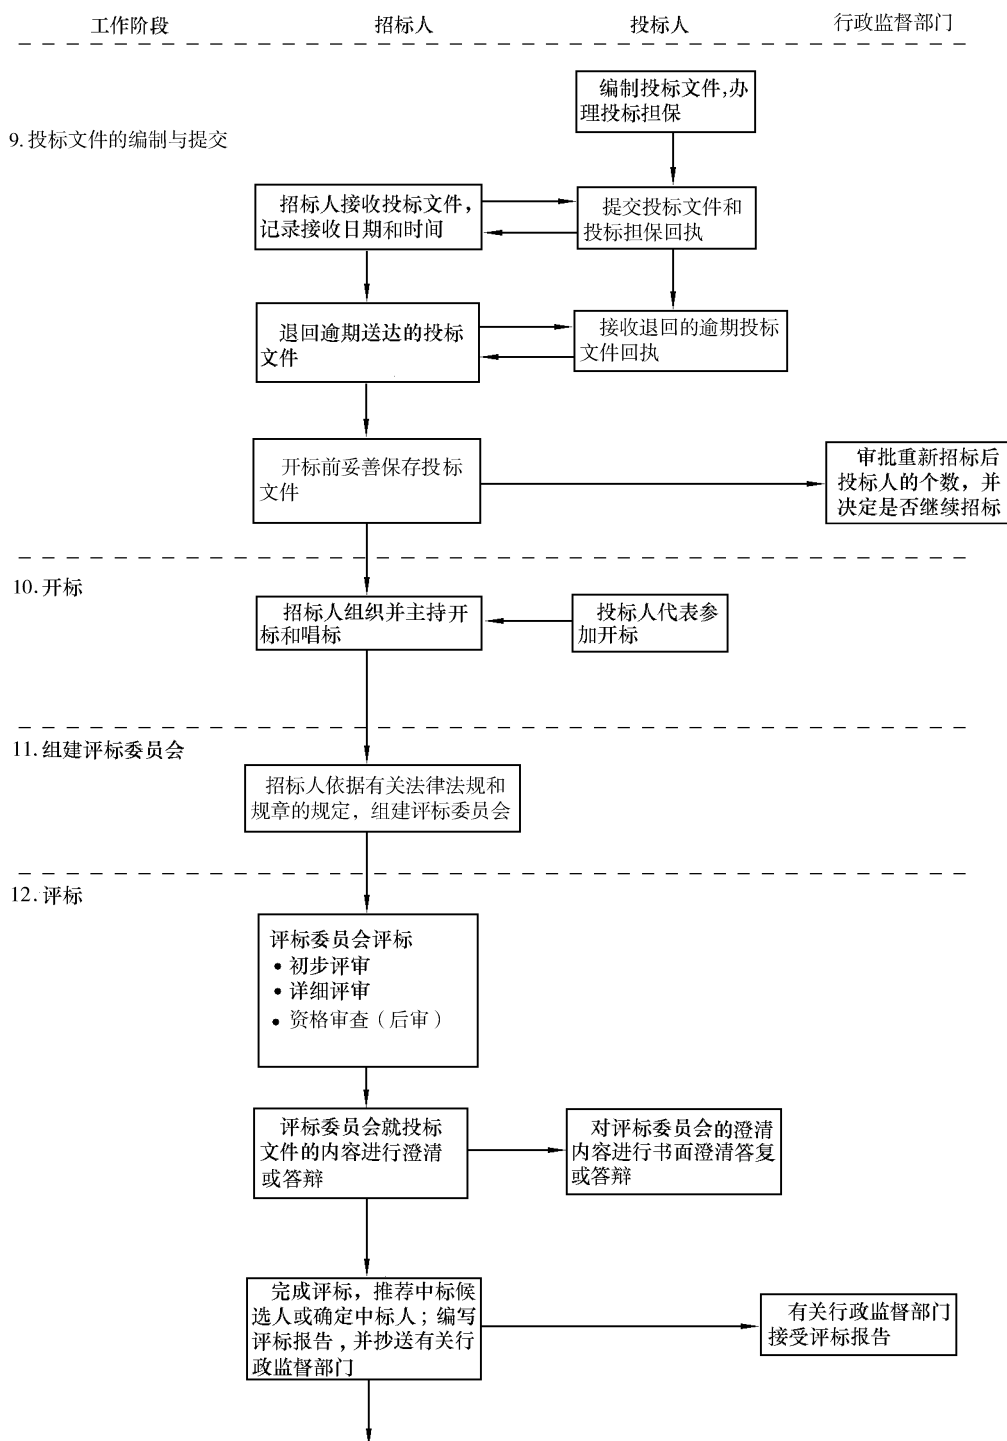 工作阶段 招标人 投标人 行政监督部门
编制投标文件,办
理投标担保
9.投标文件的编制与提交
招标人接收投标文件，
记录接收日期和时间
提交投标文件和
投标担保回执
退回逾期送达的投标
文件
接收退回的逾期投标
文件回执
开标前妥善保存投标
文件
审批重新招标后
投标人的个数，并
决定是否继续招标
10.开标
招标人组织并主持开
标和唱标
投标人代表参
加开标
11.组建评标委员会
招标人依据有关法律法规和
规章的规定，组建评标委员会
12.评标
评标委员会评标
• 初步评审
• 详细评审
• 资格审查（后审）
评标委员会就投标
文件的内容进行澄清
或答辩
对评标委员会的澄清
内容进行书面澄清答复
或答辩
完成评标，推荐中标候
选人或确定中标人；编写
评标报告，并抄送有关行
政监督部门
有关行政监督部门
接受评标报告